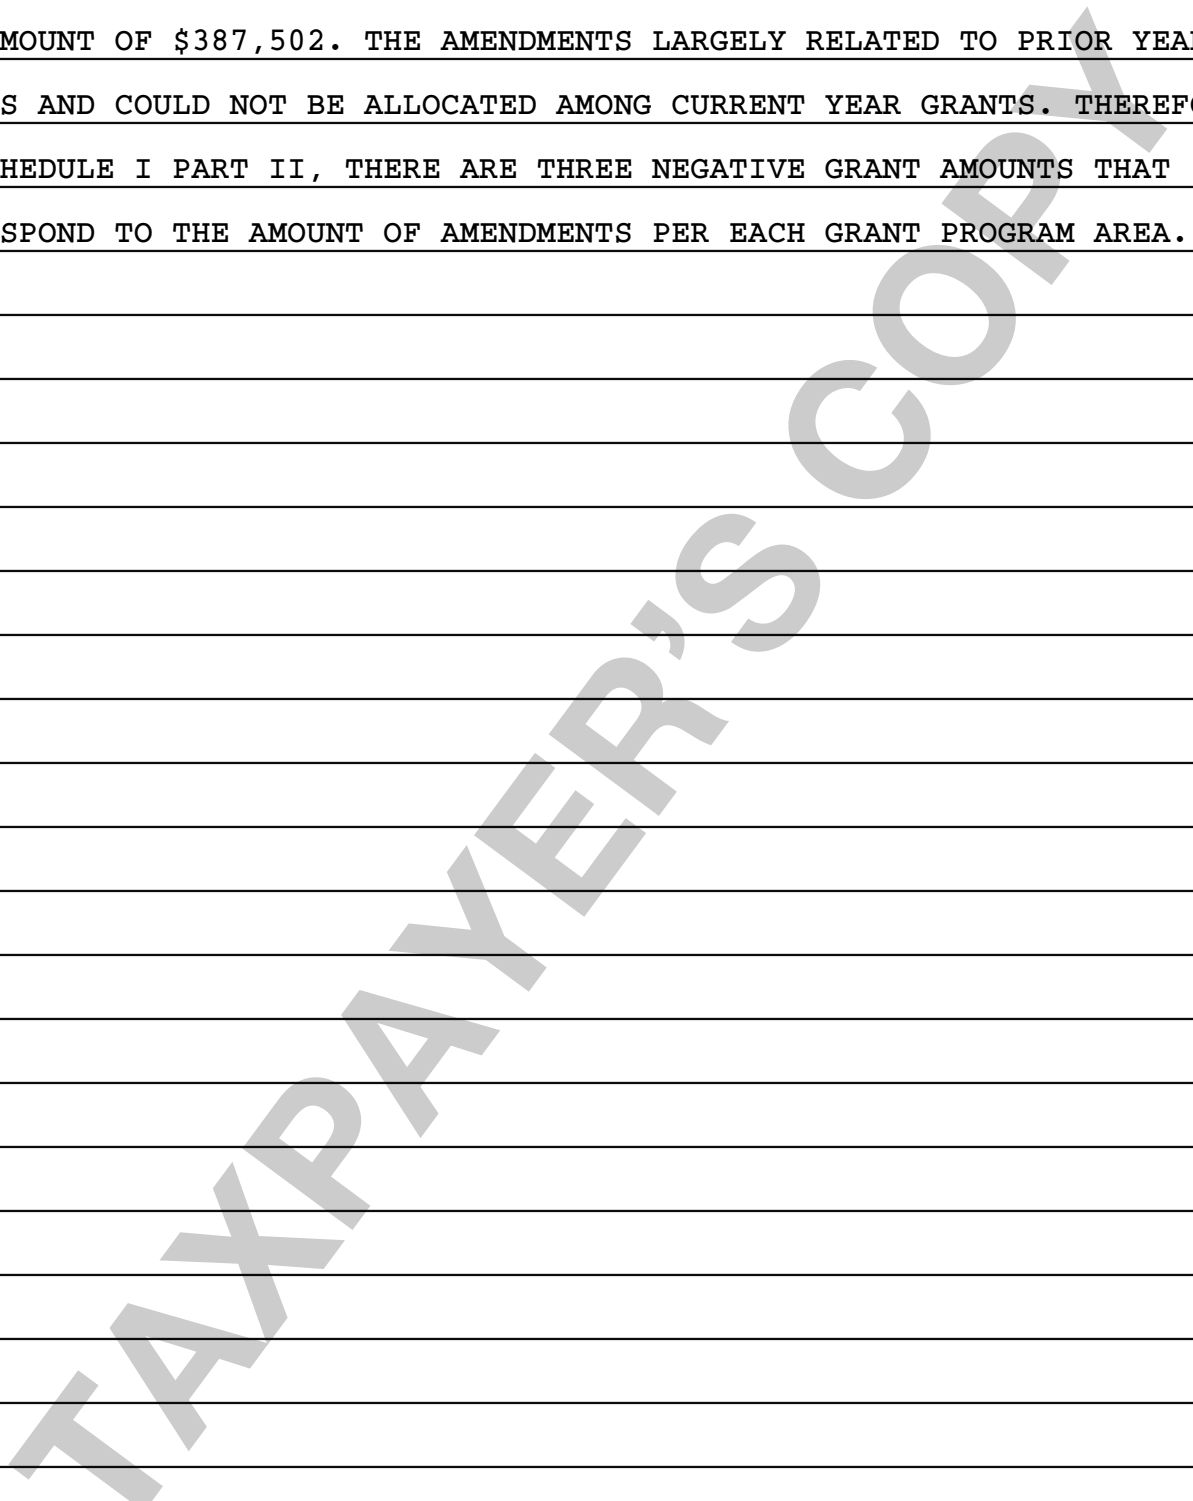 MOUNT OF $387,502. THE AMENDMENTS LARGELY RELATED TO PRIOR YEAR
S AND COULD NOT BE ALLOCATED AMONG CURRENT YEAR GRANTS. THEREFO
HEDULE I PART II, THERE ARE THREE NEGATIVE GRANT AMOUNTS THAT
SPOND TO THE AMOUNT OF AMENDMENTS PER EACH GRANT PROGRAM AREA.
TAXPAYER'S COPY